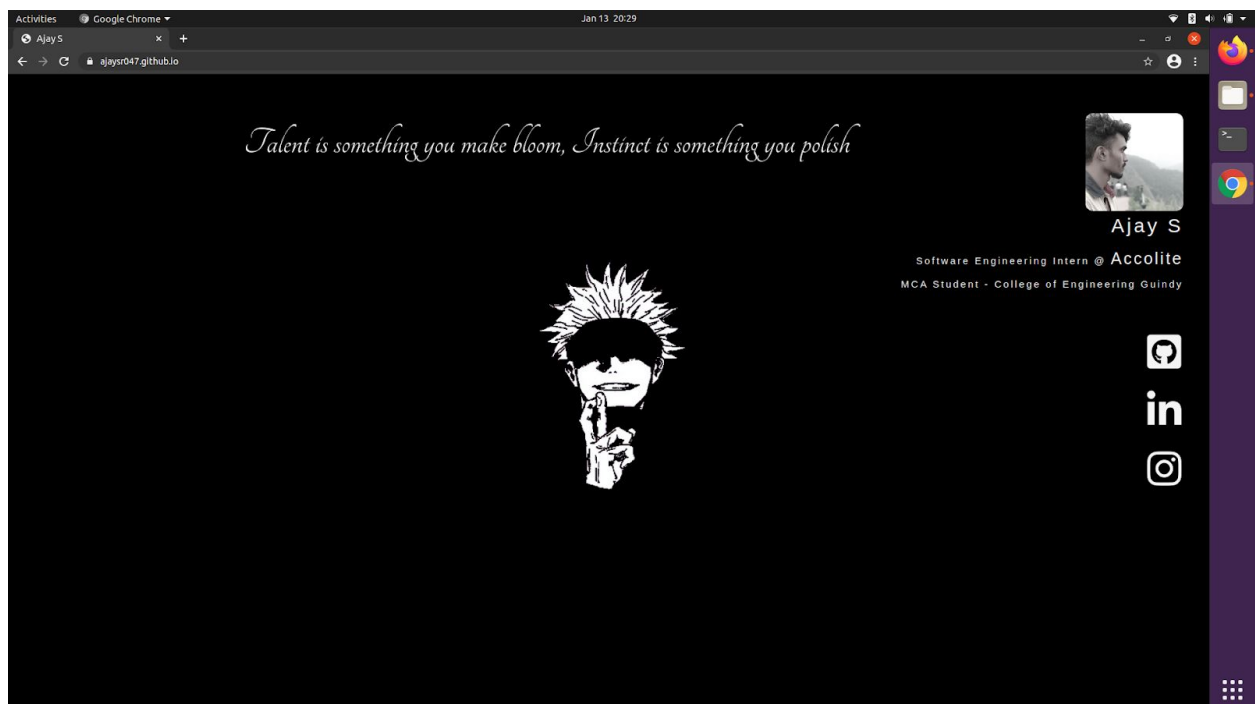 Activities Google Chrome Jan 13 20:29
Ajay S
ajaysr047.github.io
Talent is something you make bloom, Instinct is something you polish
Ajay S
Software Engineering Intern @ Accolite
MCA Student - College of Engineering Guindy
in